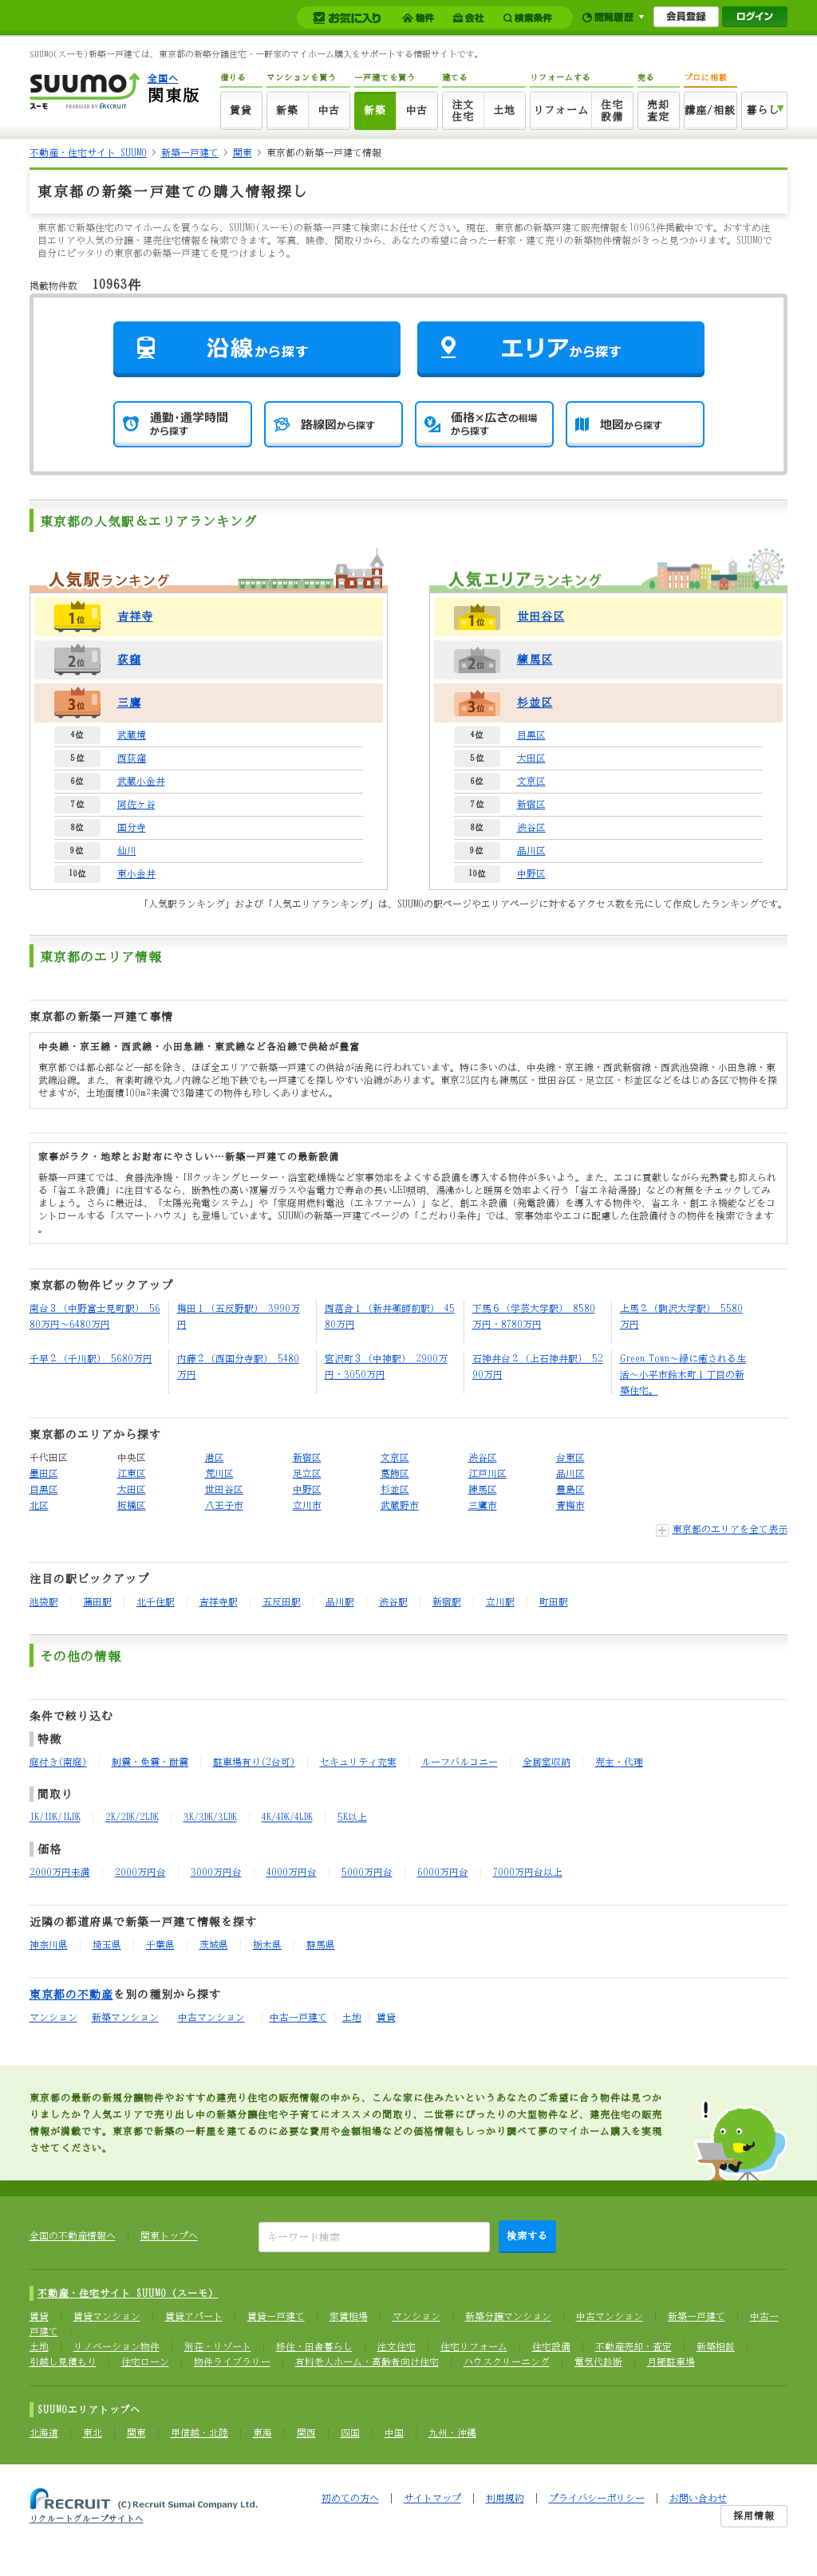 お気に入り 物件 会社 検索条件 閲覧履歴 会員登録 ログイン
SUUMO(スーモ)新築一戸建ては、東京都の新築分譲住宅・一軒家のマイホーム購入をサポートする情報サイトです。
SUUMO スーモ PRODUCED BY RECRUIT
全国へ
関東版
借りる マンションを買う 一戸建てを買う 建てる リフォームする 売る プロに相談
賃貸 新築 中古 新築 中古 注文住宅 土地 リフォーム 住宅設備 売却査定 講座/相談 暮らし
不動産・住宅サイト SUUMO > 新築一戸建て > 関東 > 東京都の新築一戸建て情報
東京都の新築一戸建ての購入情報探し
東京都で新築住宅のマイホームを買うなら、SUUMO(スーモ)の新築一戸建て検索にお任せください。現在、東京都の新築戸建て販売情報を10963件掲載中です。おすすめ注
目エリアや人気の分譲・建売住宅情報を検索できます。写真、映像、間取りから、あなたの希望に合った一軒家・建て売りの新築物件情報がきっと見つかります。SUUMOで
自分にピッタリの東京都の新築一戸建てを見つけましょう。
掲載物件数 10963件
沿線から探す エリアから探す
通勤・通学時間から探す 路線図から探す 価格×広さの相場から探す 地図から探す
東京都の人気駅＆エリアランキング
人気駅ランキング
1位 吉祥寺
2位 荻窪
3位 三鷹
4位 武蔵境
5位 西荻窪
6位 武蔵小金井
7位 阿佐ヶ谷
8位 国分寺
9位 仙川
10位 東小金井
人気エリアランキング
1位 世田谷区
2位 練馬区
3位 杉並区
4位 目黒区
5位 大田区
6位 文京区
7位 新宿区
8位 渋谷区
9位 品川区
10位 中野区
「人気駅ランキング」および「人気エリアランキング」は、SUUMOの駅ページやエリアページに対するアクセス数を元にして作成したランキングです。
東京都のエリア情報
東京都の新築一戸建て事情
中央線・京王線・西武線・小田急線・東武線など各沿線で供給が豊富
東京都では都心部など一部を除き、ほぼ全エリアで新築一戸建ての供給が活発に行われています。特に多いのは、中央線・京王線・西武新宿線・西武池袋線・小田急線・東
武線沿線。また、有楽町線や丸ノ内線など地下鉄でも一戸建てを探しやすい沿線があります。東京23区内も練馬区・世田谷区・足立区・杉並区などをはじめ各区で物件を探
せますが、土地面積100m²未満で3階建ての物件も珍しくありません。
家事がラク・地球とお財布にやさしい…新築一戸建ての最新設備
新築一戸建てでは、食器洗浄機・IHクッキングヒーター・浴室乾燥機など家事効率をよくする設備を導入する物件が多いよう。また、エコに貢献しながら光熱費も抑えられ
る「省エネ設備」に注目するなら、断熱性の高い複層ガラスや省電力で寿命の長いLED照明、湯沸かしと暖房を効率よく行う「省エネ給湯器」などの有無をチェックしてみ
ましょう。さらに最近は、「太陽光発電システム」や「家庭用燃料電池（エネファーム）」など、創エネ設備（発電設備）を導入する物件や、省エネ・創エネ機能などをコ
ントロールする「スマートハウス」も登場しています。SUUMOの新築一戸建てページの「こだわり条件」では、家事効率やエコに配慮した住設備付きの物件を検索できます
。
東京都の物件ピックアップ
南台３（中野富士見町駅） 5680万円～6480万円
梅田１（五反野駅） 3990万円
西落合１（新井薬師前駅） 4580万円
下馬６（学芸大学駅） 8580万円・8780万円
上馬２（駒沢大学駅） 5580万円
千早２（千川駅） 5680万円
内藤２（西国分寺駅） 5480万円
宮沢町３（中神駅） 2900万円・3050万円
石神井台２（上石神井駅） 5290万円
Green Town～緑に癒される生活～小平市鈴木町１丁目の新築住宅。
東京都のエリアから探す
千代田区 中央区 港区 新宿区 文京区 渋谷区 台東区
墨田区 江東区 荒川区 足立区 葛飾区 江戸川区 品川区
目黒区 大田区 世田谷区 中野区 杉並区 練馬区 豊島区
北区 板橋区 八王子市 立川市 武蔵野市 三鷹市 青梅市
東京都のエリアを全て表示
注目の駅ピックアップ
池袋駅 蒲田駅 北千住駅 吉祥寺駅 五反田駅 品川駅 渋谷駅 新宿駅 立川駅 町田駅
その他の情報
条件で絞り込む
特徴
庭付き(南庭) 制震・免震・耐震 駐車場有り(2台可) セキュリティ充実 ルーフバルコニー 全居室収納 売主・代理
間取り
1K/1DK/1LDK 2K/2DK/2LDK 3K/3DK/3LDK 4K/4DK/4LDK 5K以上
価格
2000万円未満 2000万円台 3000万円台 4000万円台 5000万円台 6000万円台 7000万円台以上
近隣の都道府県で新築一戸建て情報を探す
神奈川県 埼玉県 千葉県 茨城県 栃木県 群馬県
東京都の不動産を別の種別から探す
マンション 新築マンション 中古マンション 中古一戸建て 土地 賃貸
東京都の最新の新規分譲物件やおすすめ建売り住宅の販売情報の中から、こんな家に住みたいというあなたのご希望に合う物件は見つか
りましたか？人気エリアで売り出し中の新築分譲住宅や子育てにオススメの間取り、二世帯にぴったりの大型物件など、建売住宅の販売
情報が満載です。東京都で新築の一軒屋を建てるのに必要な費用や金額相場などの価格情報もしっかり調べて夢のマイホーム購入を実現
させてください。
全国の不動産情報へ 関東トップへ キーワード検索 検索する
不動産・住宅サイト SUUMO（スーモ）
賃貸 賃貸マンション 賃貸アパート 賃貸一戸建て 家賃相場 マンション 新築分譲マンション 中古マンション 新築一戸建て 中古一
戸建て
土地 リノベーション物件 別荘・リゾート 移住・田舎暮らし 注文住宅 住宅リフォーム 住宅設備 不動産売却・査定 新築相談
引越し見積もり 住宅ローン 物件ライブラリー 有料老人ホーム・高齢者向け住宅 ハウスクリーニング 電気代診断 月極駐車場
SUUMOエリアトップへ
北海道 東北 関東 甲信越・北陸 東海 関西 四国 中国 九州・沖縄
RECRUIT (C) Recruit Sumai Company Ltd.
リクルートグループサイトへ
初めての方へ | サイトマップ | 利用規約 | プライバシーポリシー | お問い合わせ
採用情報